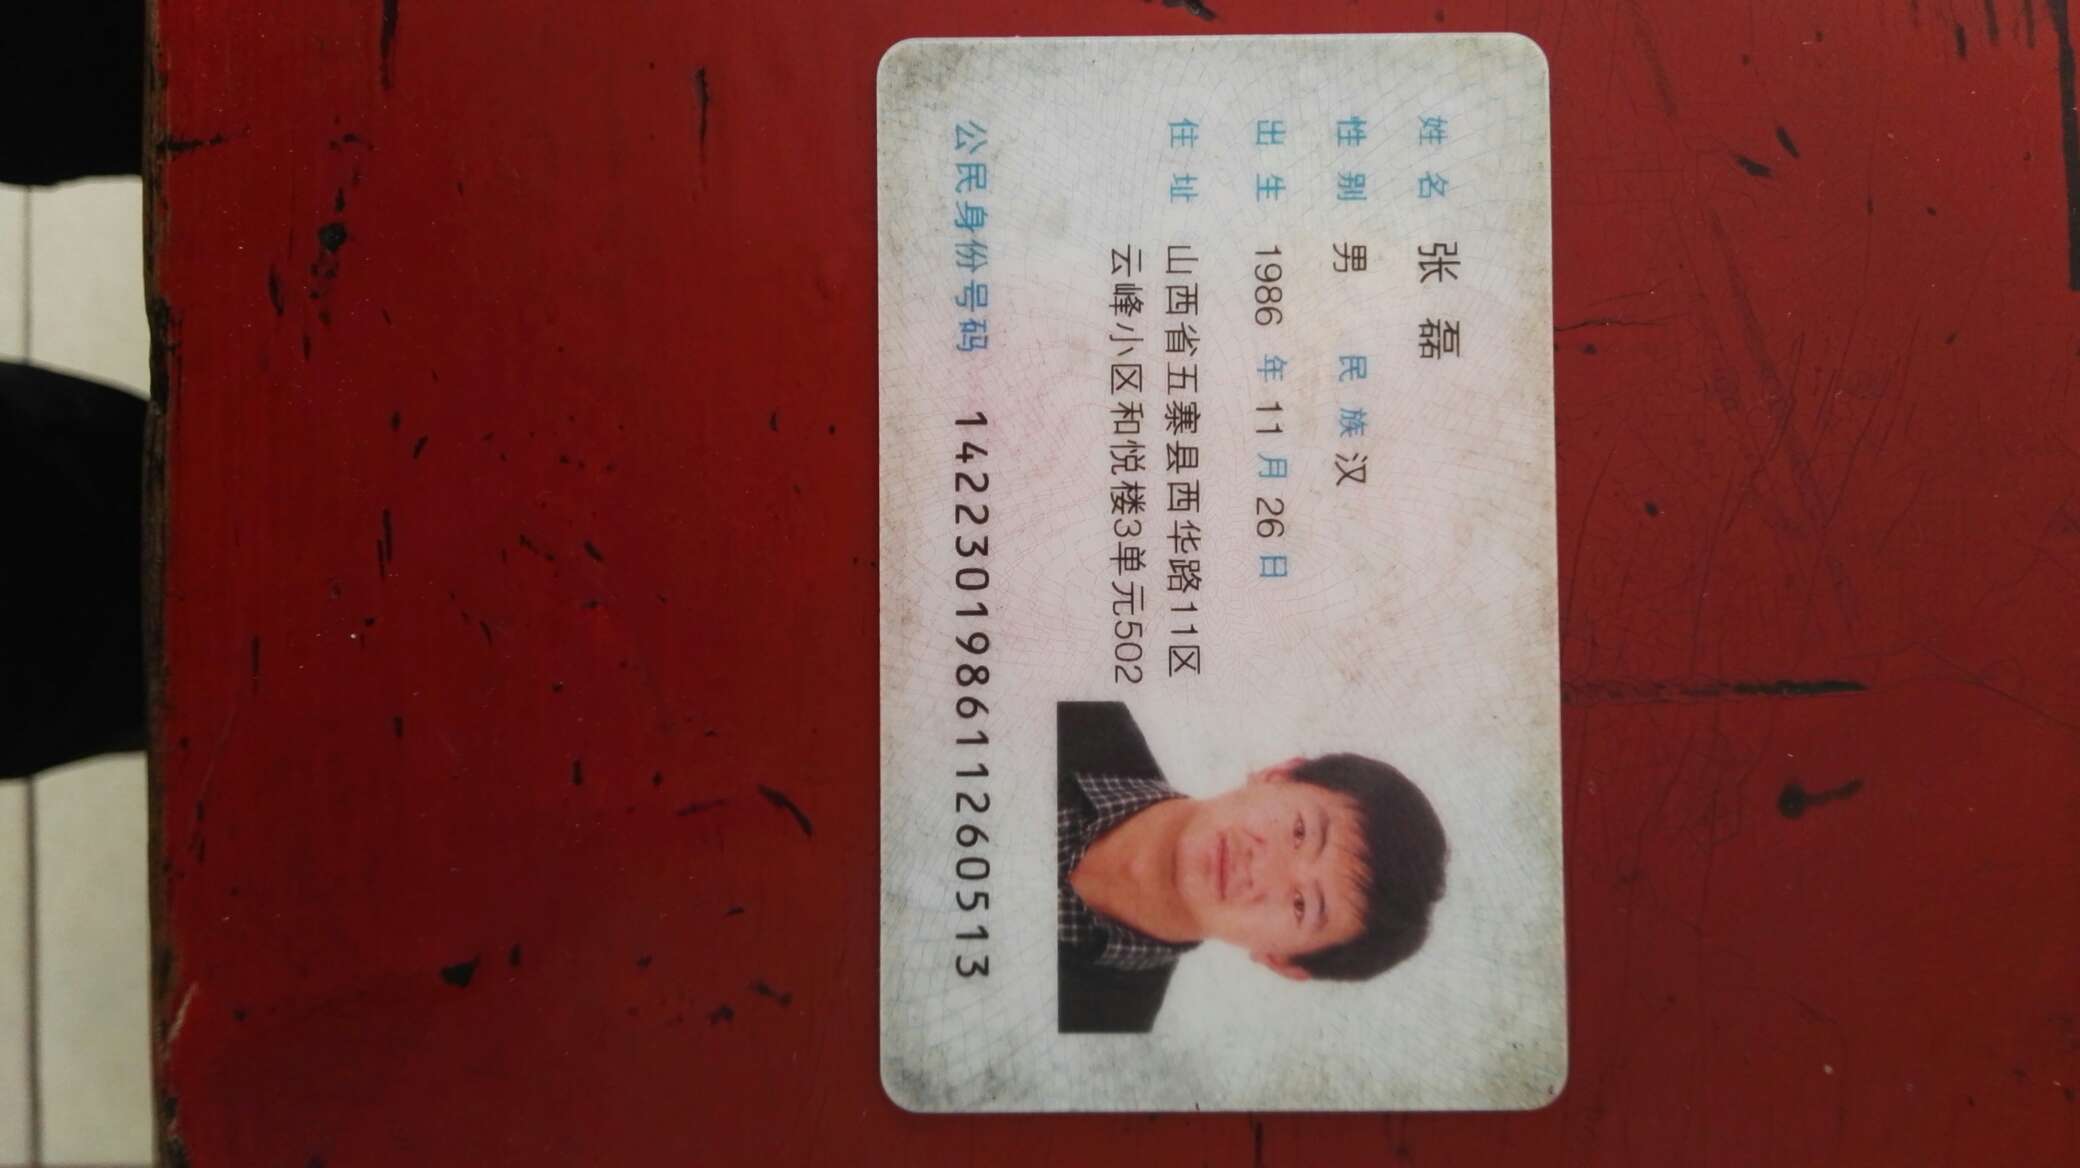 姓名 张磊
性别 男 民族 汉
出生 1986 年 11 月 26 日
住址 山西省五寨县西华路11区
云峰小区和悦楼3单元502
公民身份号码 142230198611260513